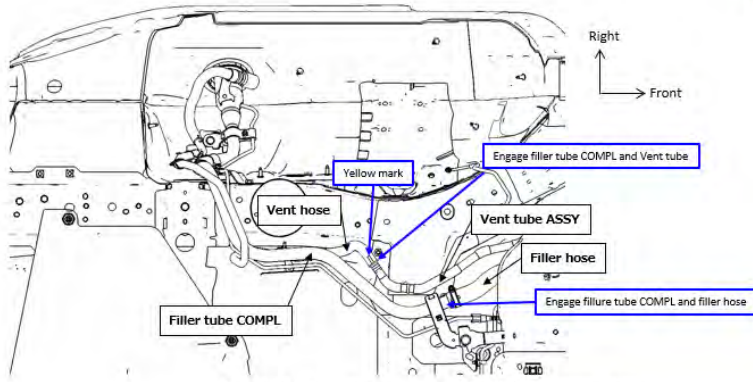 Right
Front
Engage filler tube COMPL and Vent tube
Yellow mark
Vent hose
Vent tube ASSY
Filler hose
Filler tube COMPL
Engage fillure tube COMPL and filler hose